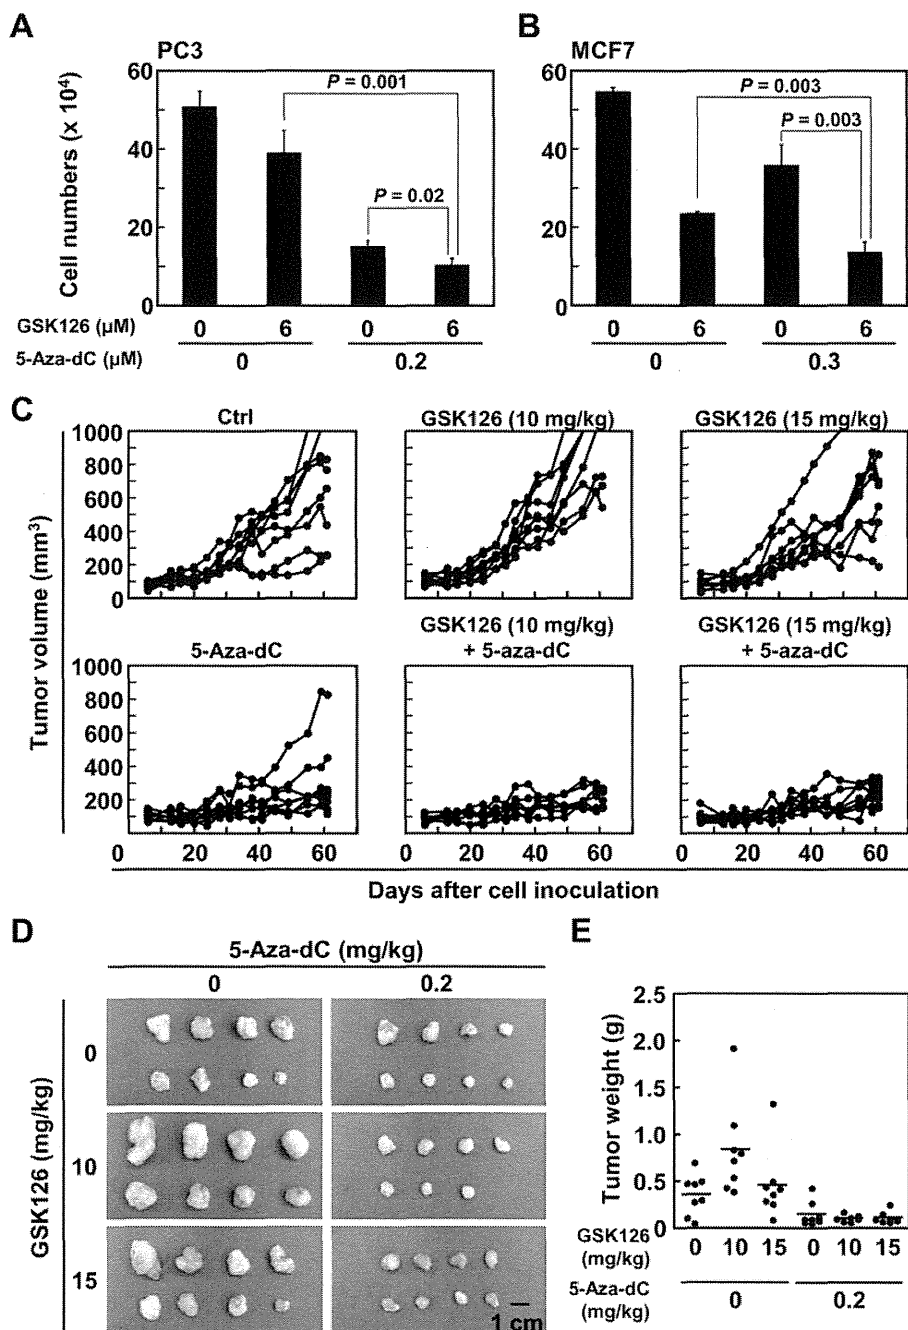 A
B
PC3
MCF7
Cell numbers (x 10⁴)
60
40
20
0
P = 0.001
P = 0.02
60
40
20
0
P = 0.003
P = 0.003
GSK126 (μM)
0 6 0 6
0 6 0 6
5-Aza-dC (μM)
0 0.2
0 0.3
C
Tumor volume (mm³)
Ctrl
GSK126 (10 mg/kg)
GSK126 (15 mg/kg)
1000
800
600
400
200
0
5-Aza-dC
GSK126 (10 mg/kg)
+ 5-aza-dC
GSK126 (15 mg/kg)
+ 5-aza-dC
1000
800
600
400
200
0 20 40 60
0 20 40 60
0 20 40 60
Days after cell inoculation
D
5-Aza-dC (mg/kg)
0 0.2
GSK126 (mg/kg)
0
10
15
1 cm
E
Tumor weight (g)
2.5
2.0
1.5
1.0
0.5
0
GSK126
(mg/kg)
0 10 15 0 10 15
5-Aza-dC
(mg/kg)
0 0.2